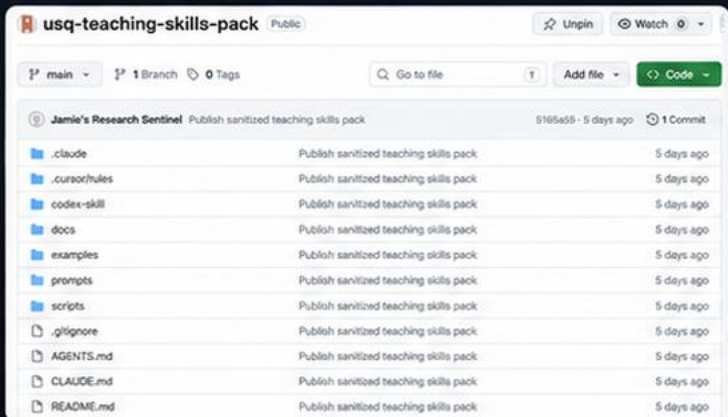 usq-teaching-skills-pack Public Unpin Watch 0
main 1 Branch 0 Tags Go to file Add file Code
Jamie's Research Sentinel Publish sanitized teaching skills pack 5 days ago 1 Commit
.claude Publish sanitized teaching skills pack 5 days ago
.cursor/rules Publish sanitized teaching skills pack 5 days ago
codex-skill Publish sanitized teaching skills pack 5 days ago
docs Publish sanitized teaching skills pack 5 days ago
examples Publish sanitized teaching skills pack 5 days ago
prompts Publish sanitized teaching skills pack 5 days ago
scripts Publish sanitized teaching skills pack 5 days ago
.gitignore Publish sanitized teaching skills pack 5 days ago
AGENTS.md Publish sanitized teaching skills pack 5 days ago
CLAUDE.md Publish sanitized teaching skills pack 5 days ago
README.md Publish sanitized teaching skills pack 5 days ago